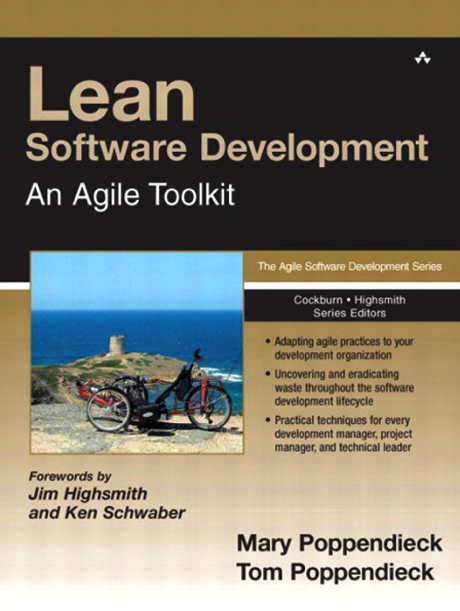 Lean
Software Development
An Agile Toolkit
The Agile Software Development Series
Cockburn • Highsmith
Series Editors
• Adapting agile practices to your
development organization
• Uncovering and eradicating
waste throughout the software
development lifecycle
• Practical techniques for every
development manager, project
manager, and technical leader
Forewords by
Jim Highsmith
and Ken Schwaber
Mary Poppendieck
Tom Poppendieck